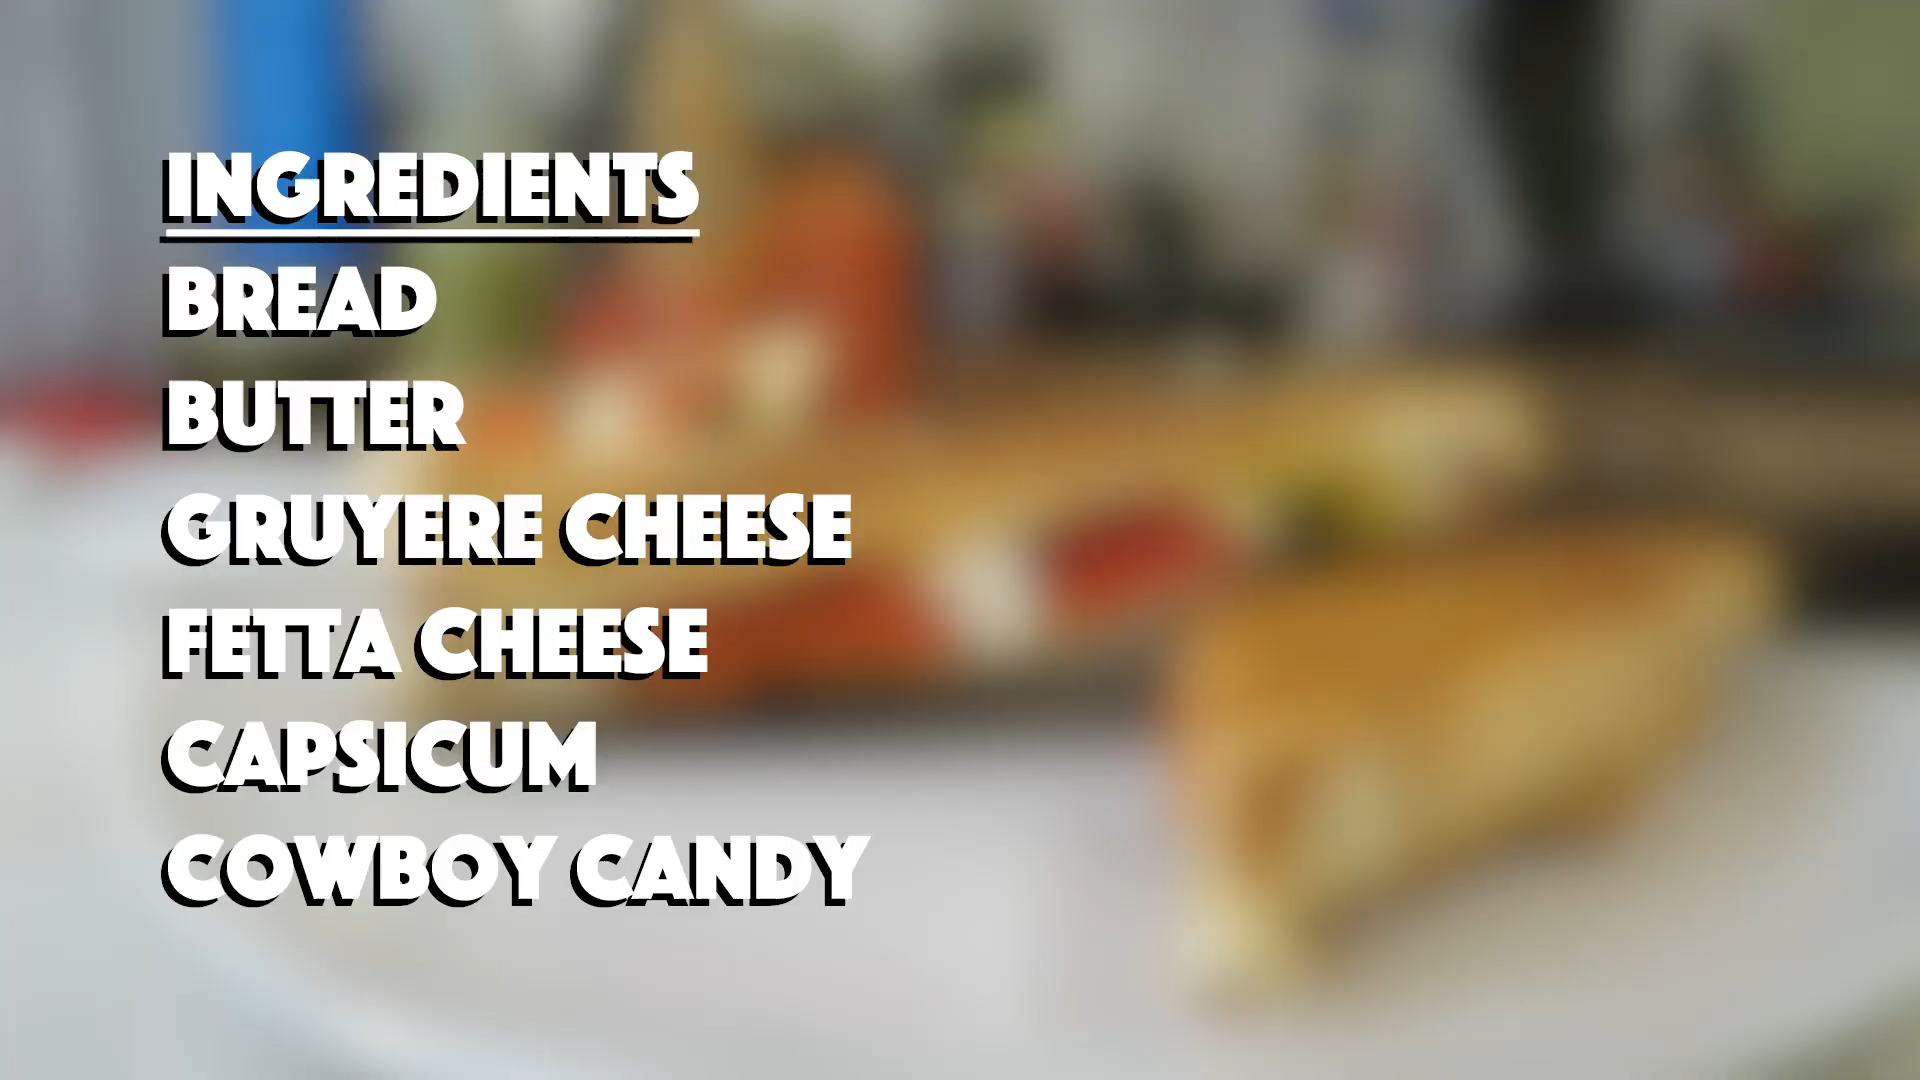 INGREDIENTS
BREAD
BUTTER
GRUYERE CHEESE
FETTA CHEESE
CAPSICUM
COWBOY CANDY